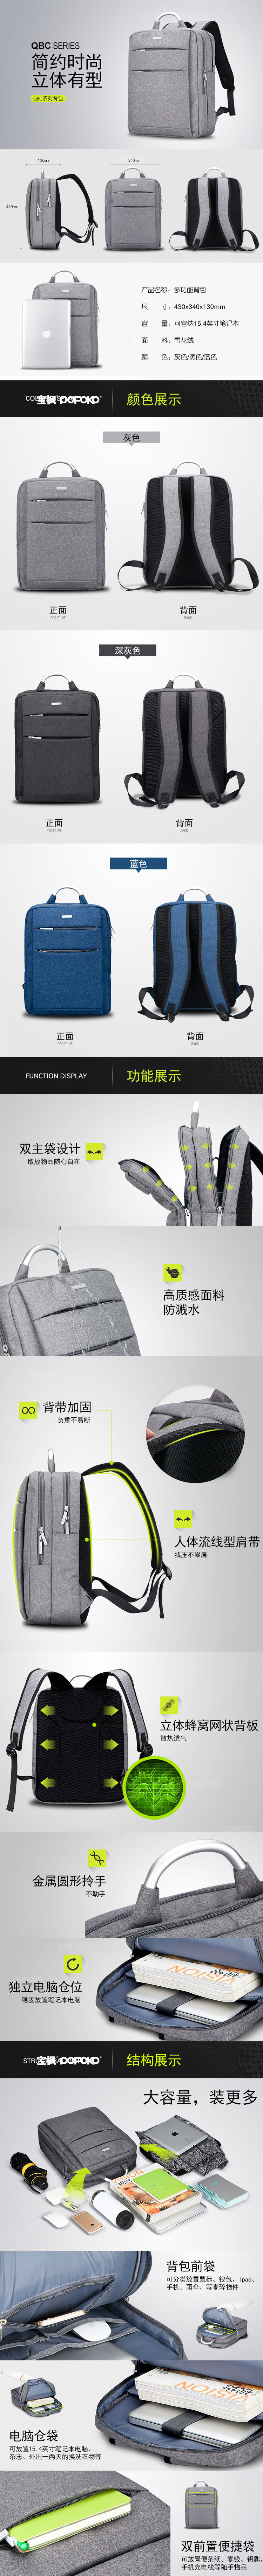 QBC SERIES
简约时尚
立体有型
QBC系列背包
130mm
340mm
430mm
产品名称：多功能背包
尺　寸：430x340x130mm
容　量：可容纳15.4英寸笔记本
面　料：雪花绒
颜　色：灰色/黑色/蓝色
宝枫 DOFOKO
颜色展示
灰色
正面
背面
BACK
深灰色
正面
背面
BACK
蓝色
正面
背面
BACK
FUNCTION DISPLAY
功能展示
双主袋设计
取放物品随心自在
高质感面料
防溅水
背带加固
负重不易断
人体流线型肩带
减压不累肩
立体蜂窝网状背板
散热透气
金属圆形拎手
不勒手
独立电脑仓位
稳固放置笔记本电脑
VISION
宝枫 DOFOKO
结构展示
大容量，装更多
背包前袋
可分类放置鼠标、钱包、ipad、
手机、雨伞、等零碎物件
VISION
电脑仓袋
可放置15.4英寸笔记本电脑、
杂志、外出一两天的换洗衣物等
双前置便捷袋
可放置便条纸、零钱、钥匙、
手机充电线等随手物品